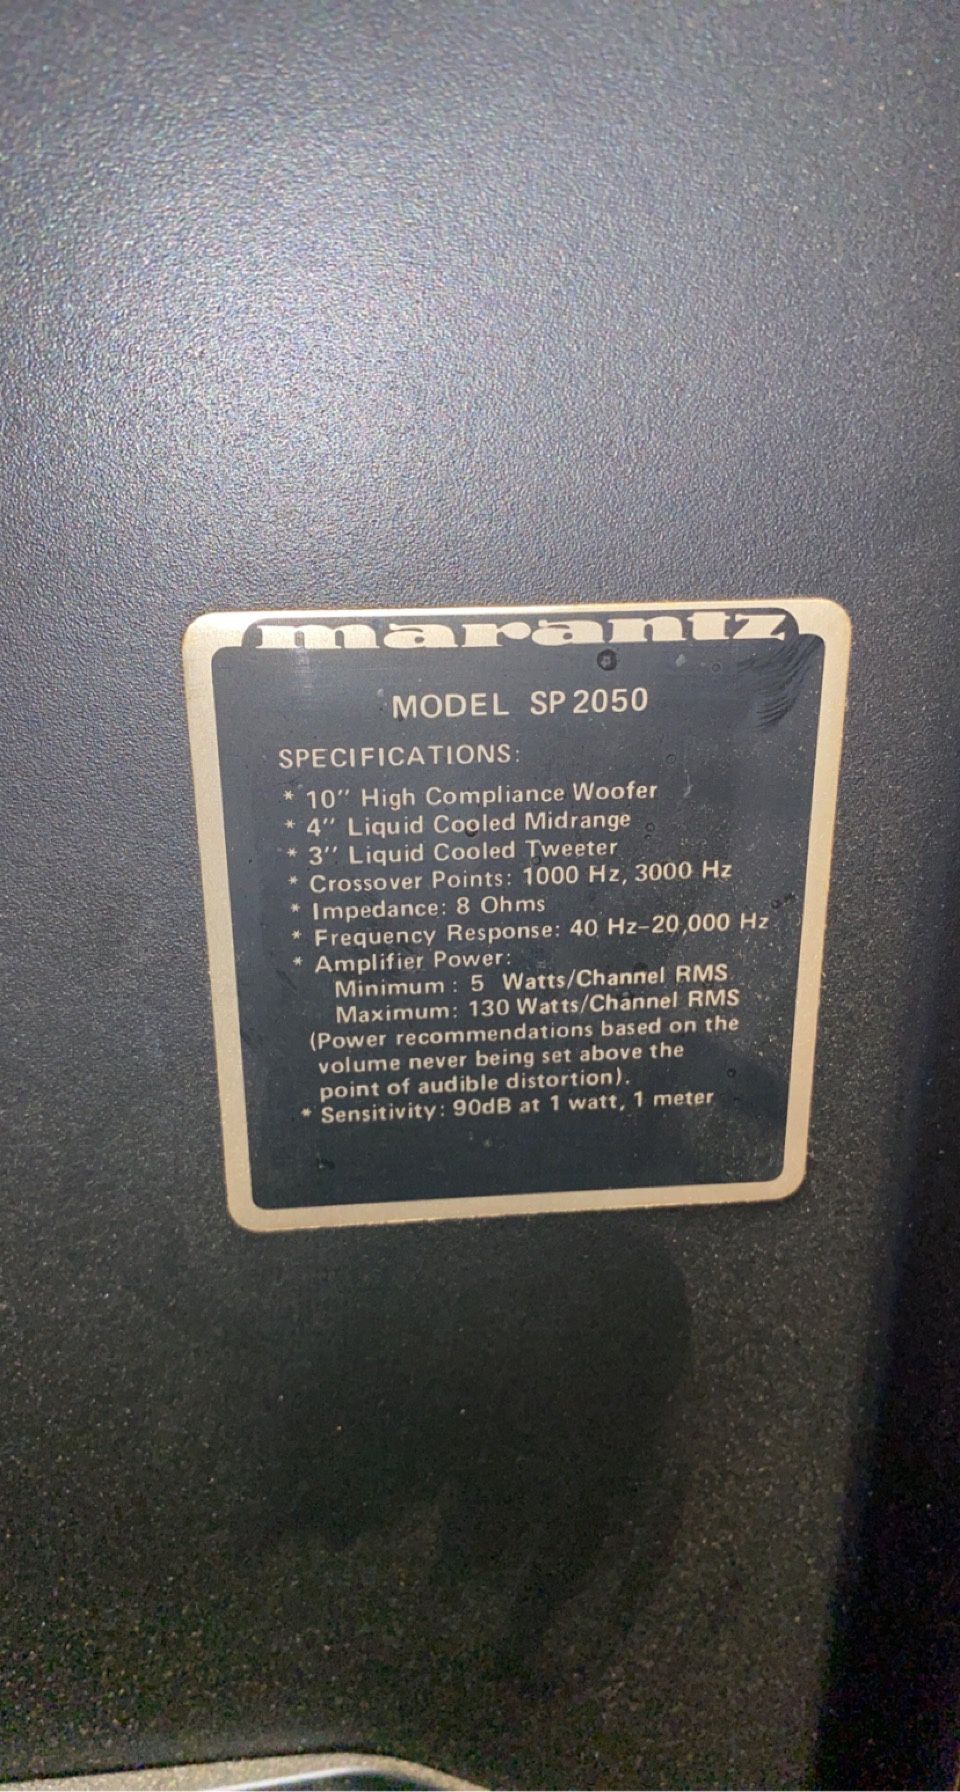 marantz
MODEL SP2050
SPECIFICATIONS:
* 10" High Compliance Woofer
* 4" Liquid Cooled Midrange
* 3" Liquid Cooled Tweeter
* Crossover Points: 1000 Hz, 3000 Hz
* Impedance: 8 Ohms
* Frequency Response: 40 Hz-20,000 Hz
* Amplifier Power:
Minimum : 5 Watts/Channel RMS
Maximum: 130 Watts/Channel RMS
(Power recommendations based on the
volume never being set above the
point of audible distortion).
* Sensitivity: 90dB at 1 watt, 1 meter